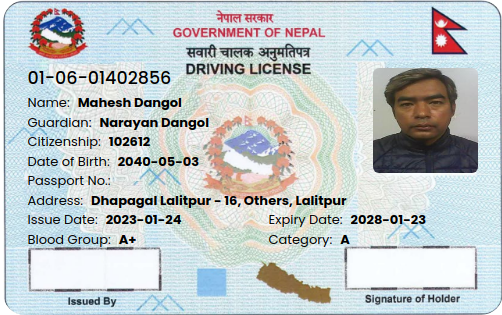 नेपाल सरकार
GOVERNMENT OF NEPAL
सवारी चालक अनुमतिपत्र
DRIVING LICENSE
01-06-01402856
Name: Mahesh Dangol
Guardian: Narayan Dangol
Citizenship: 102612
Date of Birth: 2040-05-03
Passport No.:
Address: Dhapagal Lalitpur - 16, Others, Lalitpur
Issue Date: 2023-01-24 Expiry Date: 2028-01-23
Blood Group: A+ Category: A
Issued By Signature of Holder